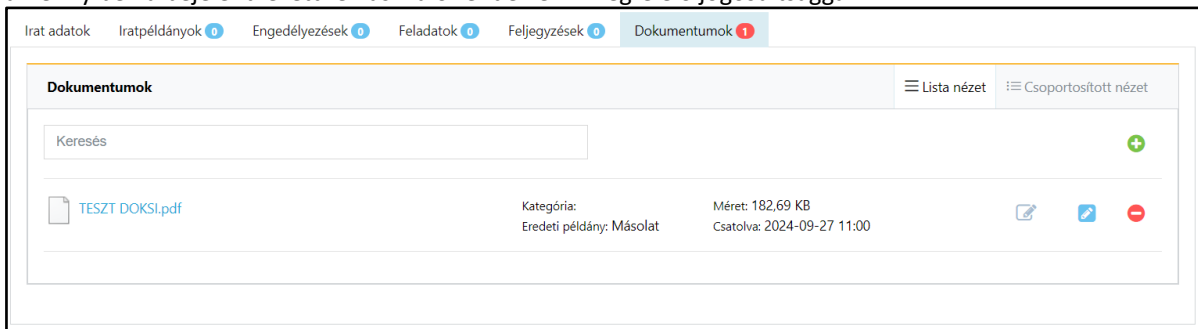 Irat adatok Iratpéldányok 0 Engedélyezések 0 Feladatok 0 Feljegyzések 0 Dokumentumok 1
Dokumentumok Lista nézet Csoportosított nézet
Keresés
TESZT DOKSI.pdf Kategória: Méret: 182,69 KB
Eredeti példány: Másolat Csatolva: 2024-09-27 11:00